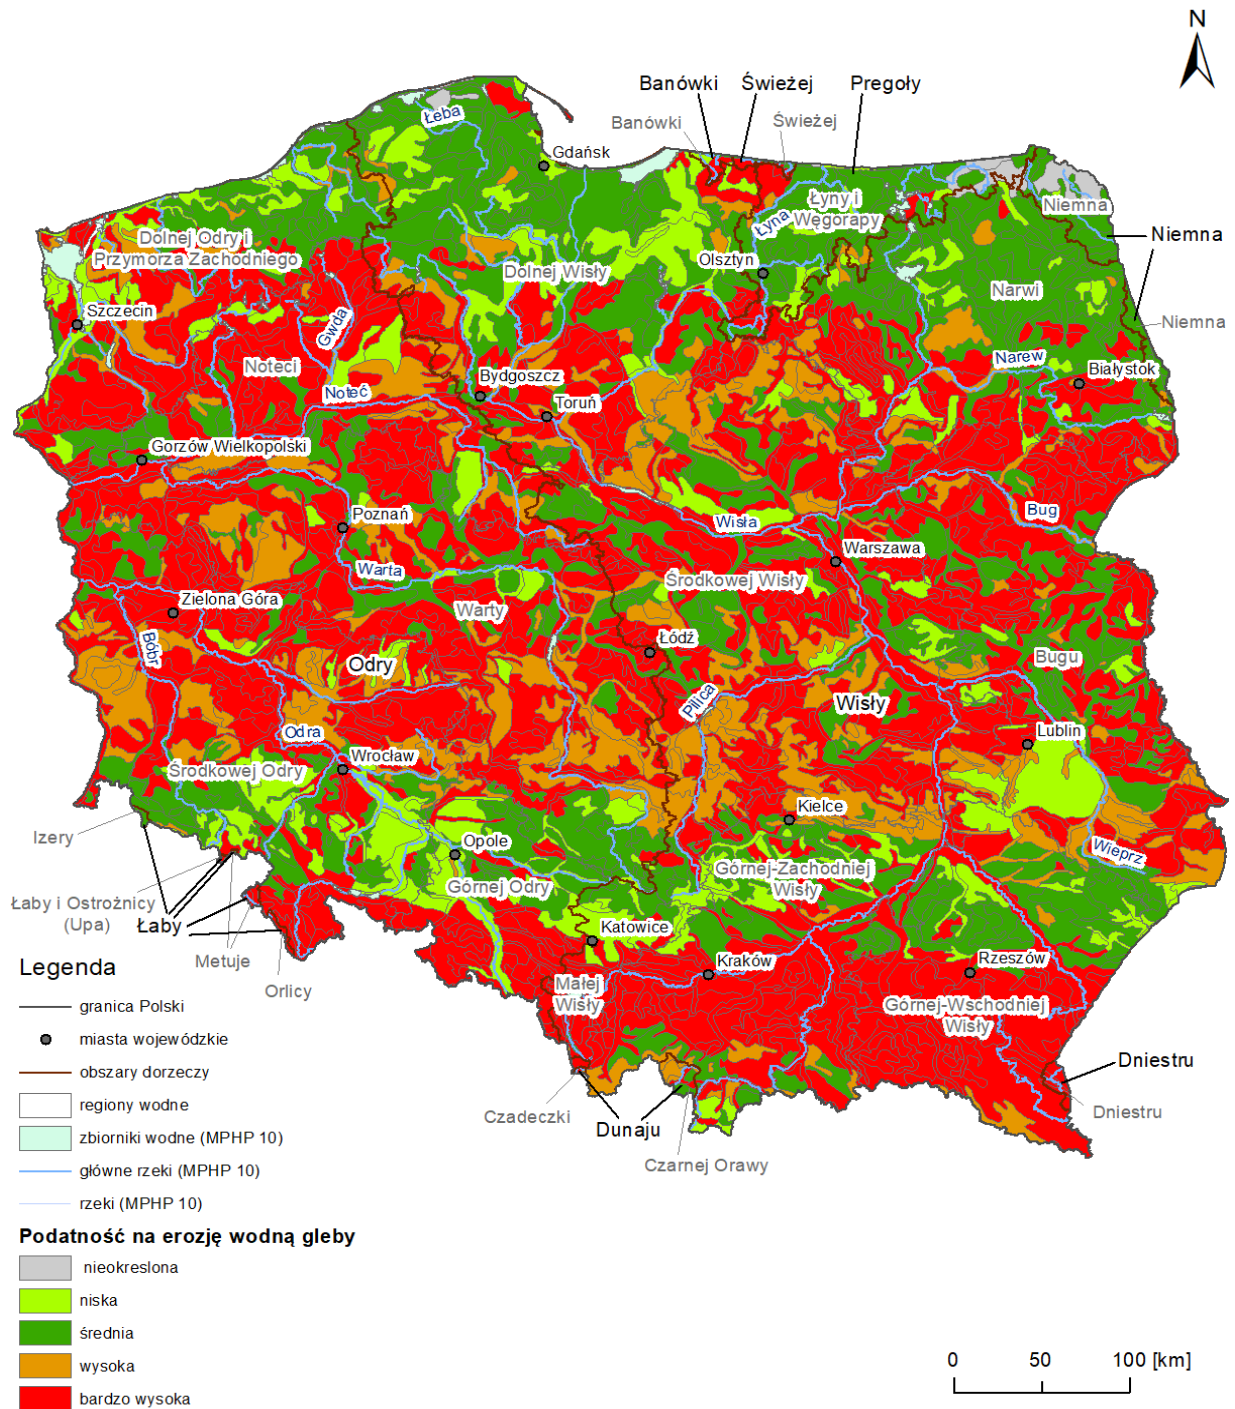 N
Banówki
Świeżej
Pregoły
Banówki
Świeżej
Łeba
Gdańsk
Łyny i
Węgorapy
Niemna
Łyna
Niemna
Dolnej Odry i
Przymorza Zachodniego
Dolnej Wisły
Olsztyn
Narwi
Szczecin
Gwda
Niemna
Noteci
Narew
Białystok
Bydgoszcz
Noteć
Toruń
Gorzów Wielkopolski
Poznań
Wisła
Bug
Warszawa
Warta
Środkowej Wisły
Zielona Góra
Warty
Bóbr
Łódź
Bugu
Odry
Pilica
Wisły
Odra
Lublin
Wrocław
Środkowej Odry
Kielce
Izery
Opole
Wieprz
Górnej Odry
Górnej-Zachodniej
Wisły
Łaby i Ostrożnicy
(Upa)
Łaby
Katowice
Metuje
Kraków
Rzeszów
Orlicy
Małej
Wisły
Górnej-Wschodniej
Wisły
Dniestru
Czadeczki
Dunaju
Dniestru
Czarnej Orawy
Legenda
granica Polski
miasta wojewódzkie
obszary dorzeczy
regiony wodne
zbiorniki wodne (MPHP 10)
główne rzeki (MPHP 10)
rzeki (MPHP 10)
Podatność na erozję wodną gleby
nieokreslona
niska
średnia
wysoka
bardzo wysoka
0 50 100 [km]